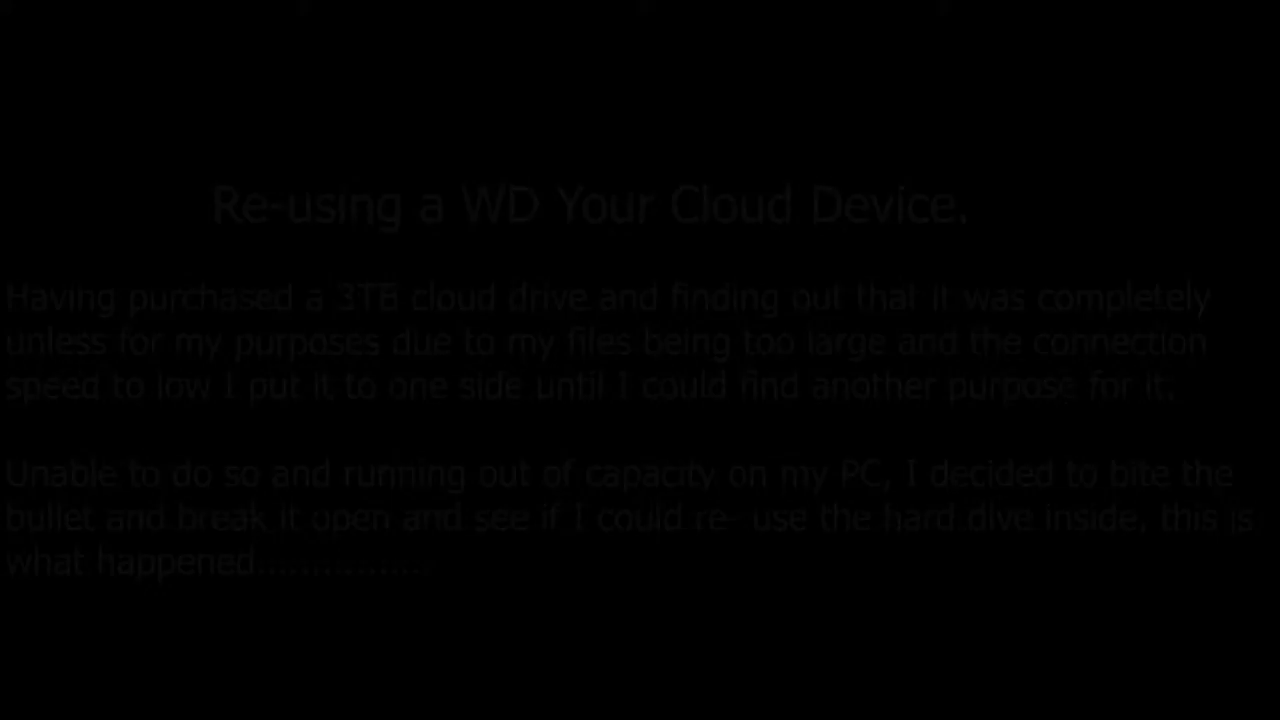 Re-using a WD Your Cloud Device.
Having purchased a 3TB cloud drive and finding out that it was completely
unless for my purposes due to my files being too large and the connection
speed to low I put it to one side until I could find another purpose for it.
Unable to do so and running out of capacity on my PC, I decided to bite the
bullet and break it open and see if I could re- use the hard dive inside, this is
what happened................